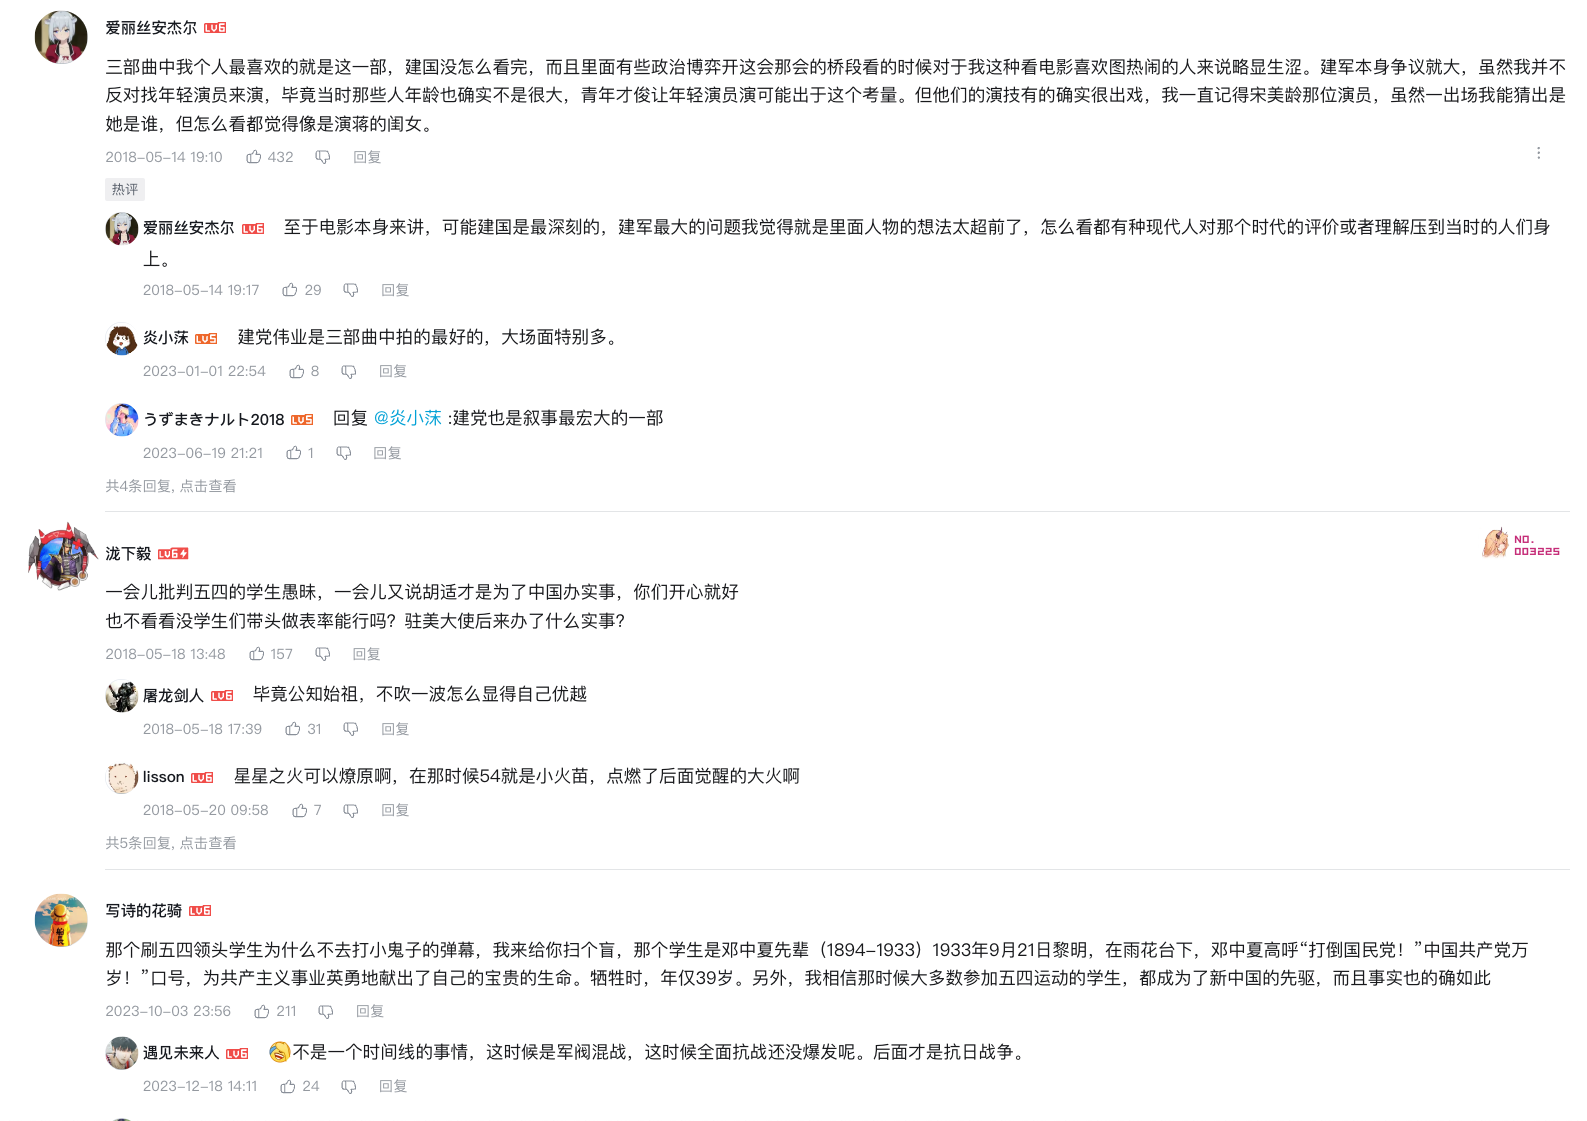 爱丽丝安杰尔 LV6
三部曲中我个人最喜欢的就是这一部，建国没怎么看完，而且里面有些政治博弈开这会那会的桥段看的时候对于我这种看电影喜欢图热闹的人来说略显生涩。建军本身争议就大，虽然我并不
反对找年轻演员来演，毕竟当时那些人年龄也确实不是很大，青年才俊让年轻演员演可能出于这个考量。但他们的演技有的确实很出戏，我一直记得宋美龄那位演员，虽然一出场我能猜出是
她是谁，但怎么看都觉得像是演蒋的闺女。
2018-05-14 19:10 432 回复
热评
爱丽丝安杰尔 LV6 至于电影本身来讲，可能建国是最深刻的，建军最大的问题我觉得就是里面人物的想法太超前了，怎么看都有种现代人对那个时代的评价或者理解压到当时的人们身
上。
2018-05-14 19:17 29 回复
炎小莯 LV5 建党伟业是三部曲中拍的最好的，大场面特别多。
2023-01-01 22:54 8 回复
うずまきナルト2018 LV5 回复 @炎小莯 :建党也是叙事最宏大的一部
2023-06-19 21:21 1 回复
共4条回复, 点击查看
泷下毅 LV6
NO.
003225
一会儿批判五四的学生愚昧，一会儿又说胡适才是为了中国办实事，你们开心就好
也不看看没学生们带头做表率能行吗？驻美大使后来办了什么实事？
2018-05-18 13:48 157 回复
屠龙剑人 LV6 毕竟公知始祖，不吹一波怎么显得自己优越
2018-05-18 17:39 31 回复
lisson LV6 星星之火可以燎原啊，在那时候54就是小火苗，点燃了后面觉醒的大火啊
2018-05-20 09:58 7 回复
共5条回复, 点击查看
写诗的花骑 LV6
那个刷五四领头学生为什么不去打小鬼子的弹幕，我来给你扫个盲，那个学生是邓中夏先辈（1894-1933）1933年9月21日黎明，在雨花台下，邓中夏高呼“打倒国民党！”中国共产党万
岁！”口号，为共产主义事业英勇地献出了自己的宝贵的生命。牺牲时，年仅39岁。另外，我相信那时候大多数参加五四运动的学生，都成为了新中国的先驱，而且事实也的确如此
2023-10-03 23:56 211 回复
遇见未来人 LV6 不是一个时间线的事情，这时候是军阀混战，这时候全面抗战还没爆发呢。后面才是抗日战争。
2023-12-18 14:11 24 回复